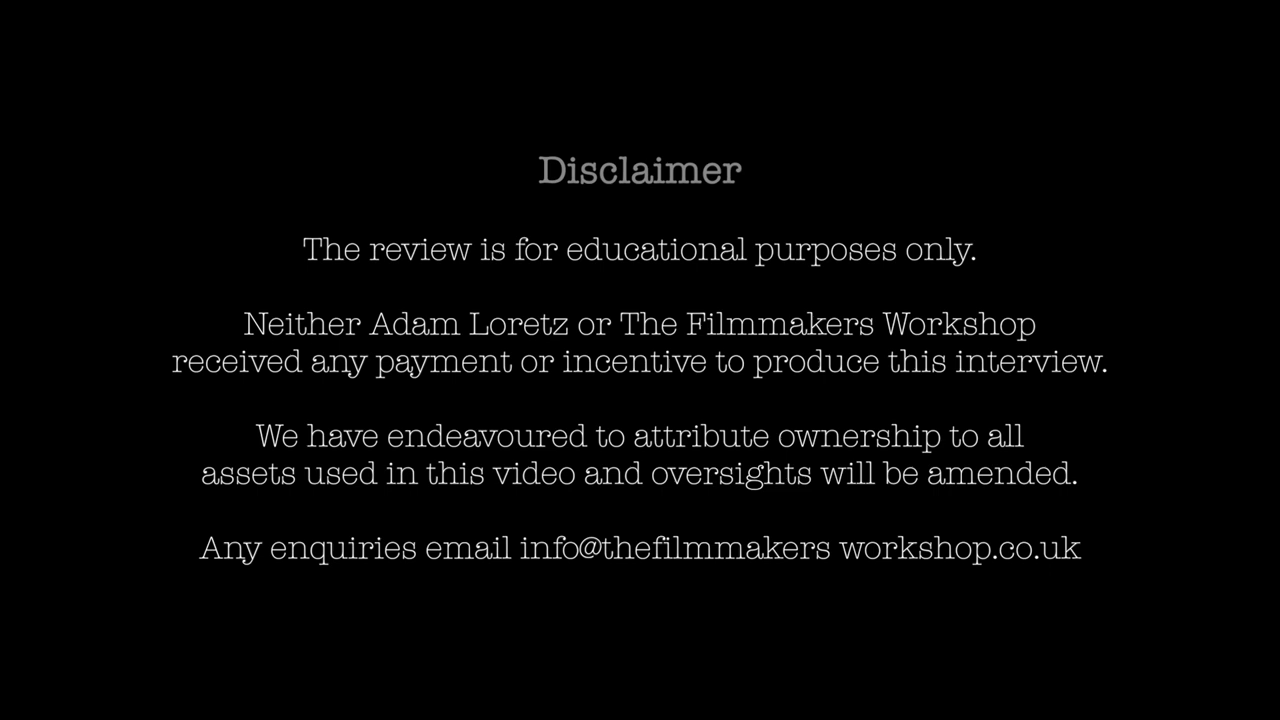 Disclaimer
The review is for educational purposes only.
Neither Adam Loretz or The Filmmakers Workshop
received any payment or incentive to produce this interview.
We have endeavoured to attribute ownership to all
assets used in this video and oversights will be amended.
Any enquiries email info@thefilmmakers workshop.co.uk